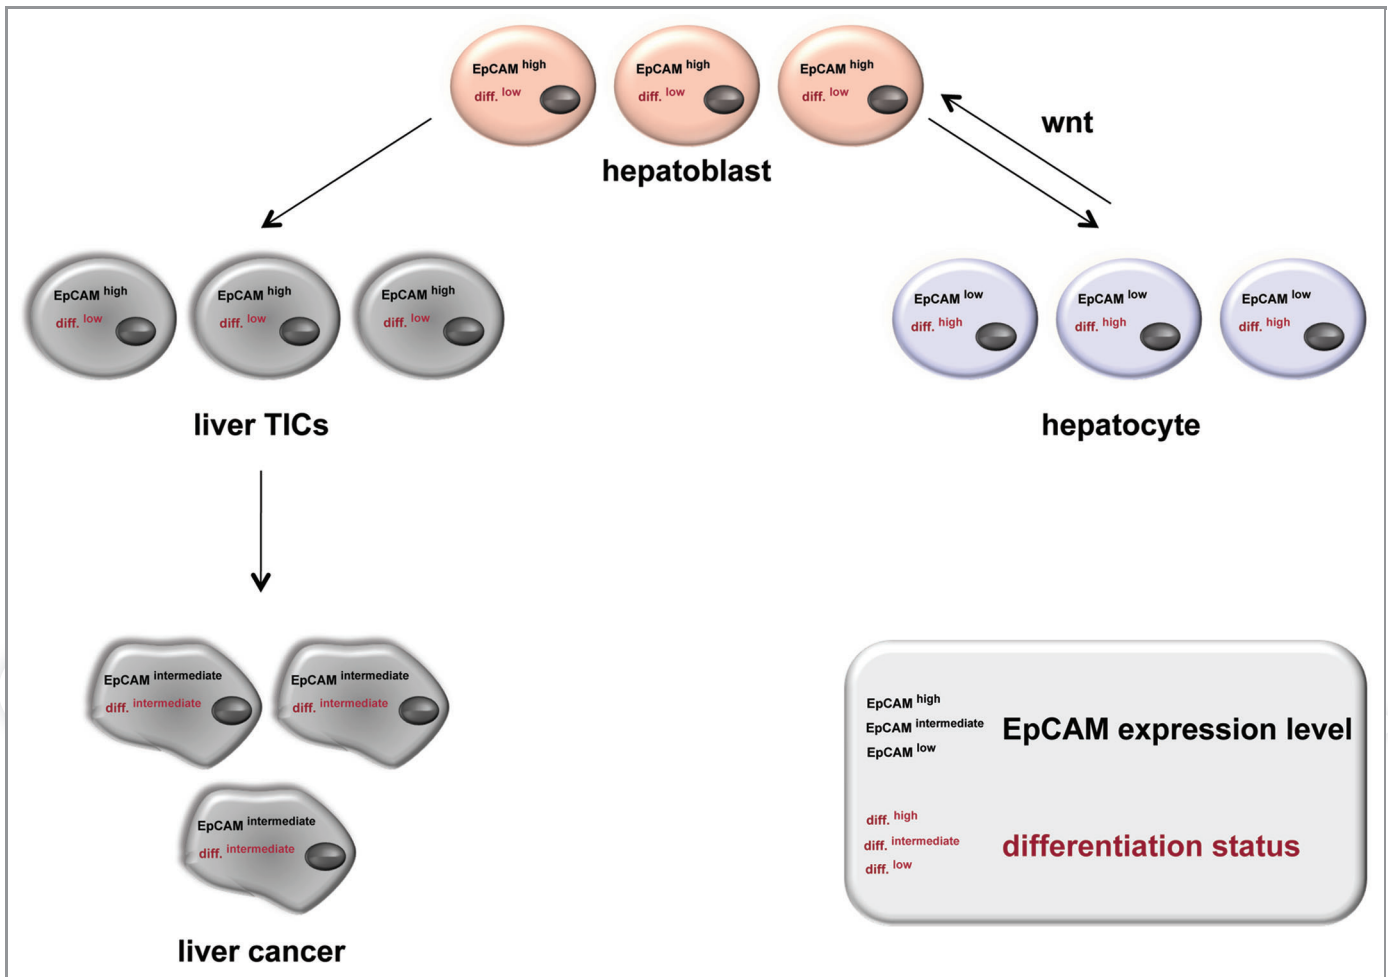 EpCAM high EpCAM high EpCAM high
diff. low diff. low diff. low
wnt
hepatoblast
EpCAM high EpCAM high EpCAM high
diff. low diff. low diff. low
EpCAM low EpCAM low EpCAM low
diff. high diff. high diff. high
liver TICs
hepatocyte
EpCAM intermediate EpCAM intermediate
diff. intermediate diff. intermediate
EpCAM intermediate
diff. intermediate
liver cancer
EpCAM high
EpCAM intermediate
EpCAM low
EpCAM expression level
diff. high
diff. intermediate
diff. low
differentiation status